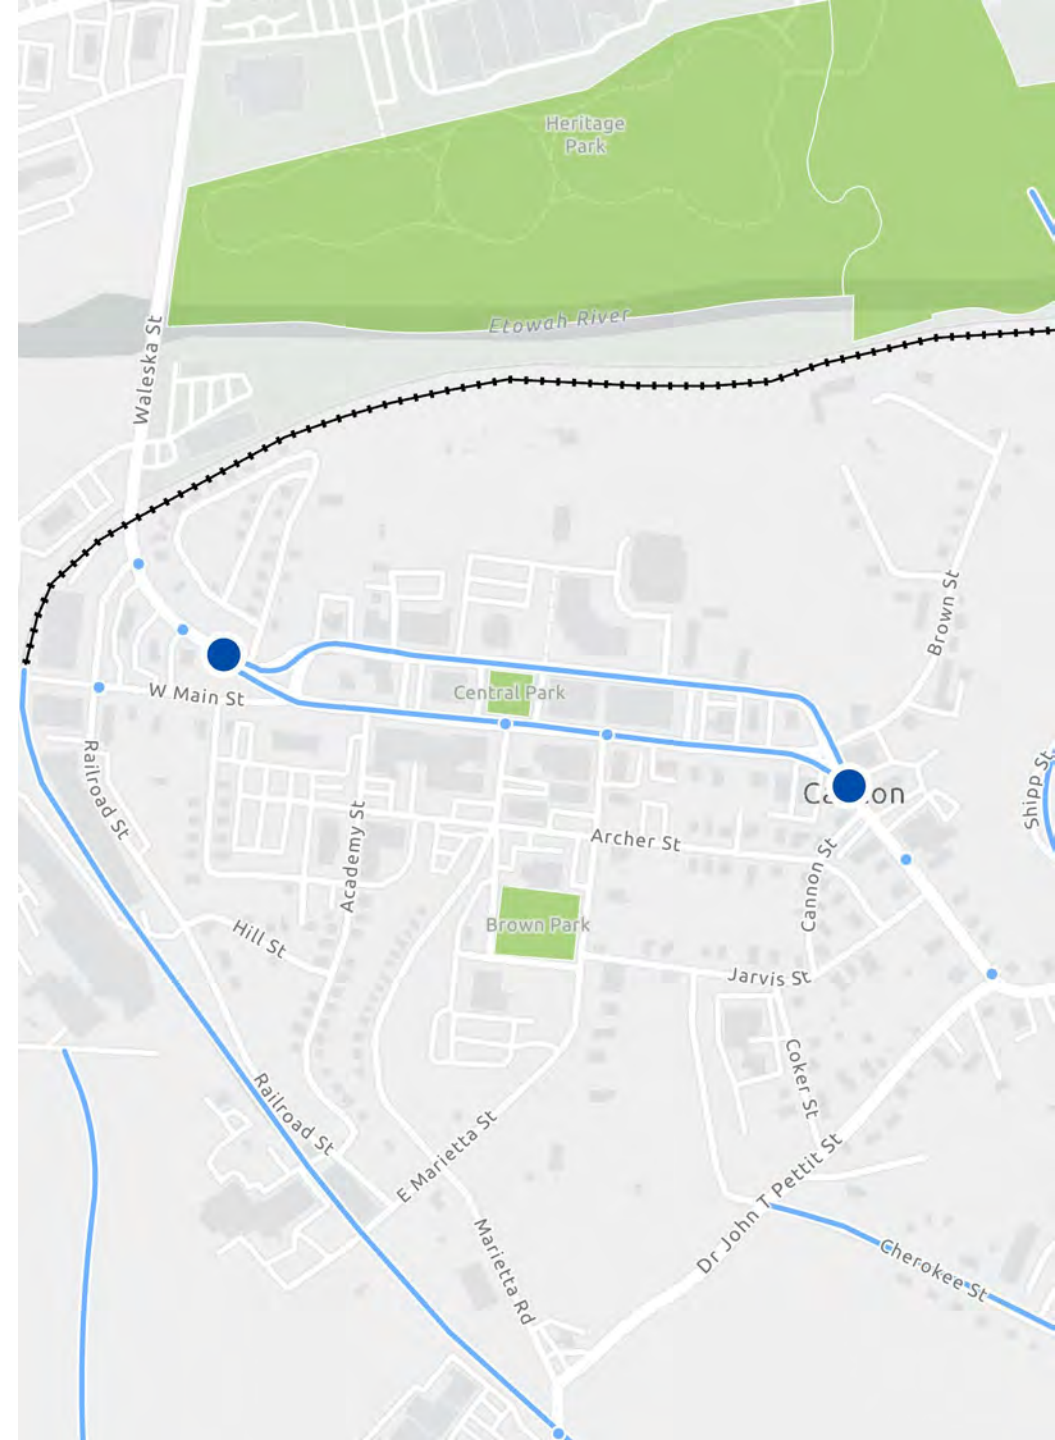 Heritage
Park
Etowah River
Waleska St
Brown St
W Main St
Central Park
Railroad St
Shipp St
Academy St
Archer St
Cannon St
Hill St
Brown Park
Jarvis St
Coker St
Railroad St
E Marietta St
Dr John T Pettit St
Marietta Rd
Cherokee St